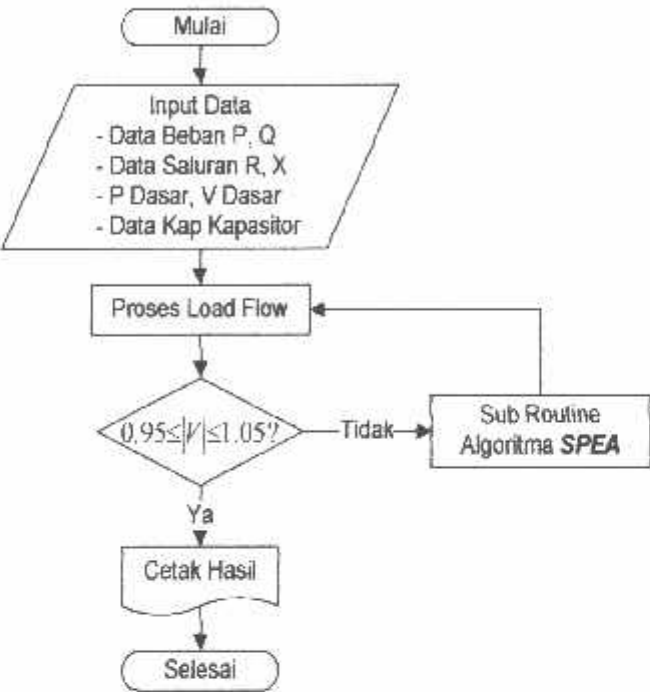 Mulai
Input Data
- Data Beban P, Q
- Data Saluran R, X
- P Dasar, V Dasar
- Data Kap Kapasitor
Proses Load Flow
0.95≤|V|≤1.05?
Tidak
Sub Routine
Algoritma SPEA
Ya
Cetak Hasil
Selesai